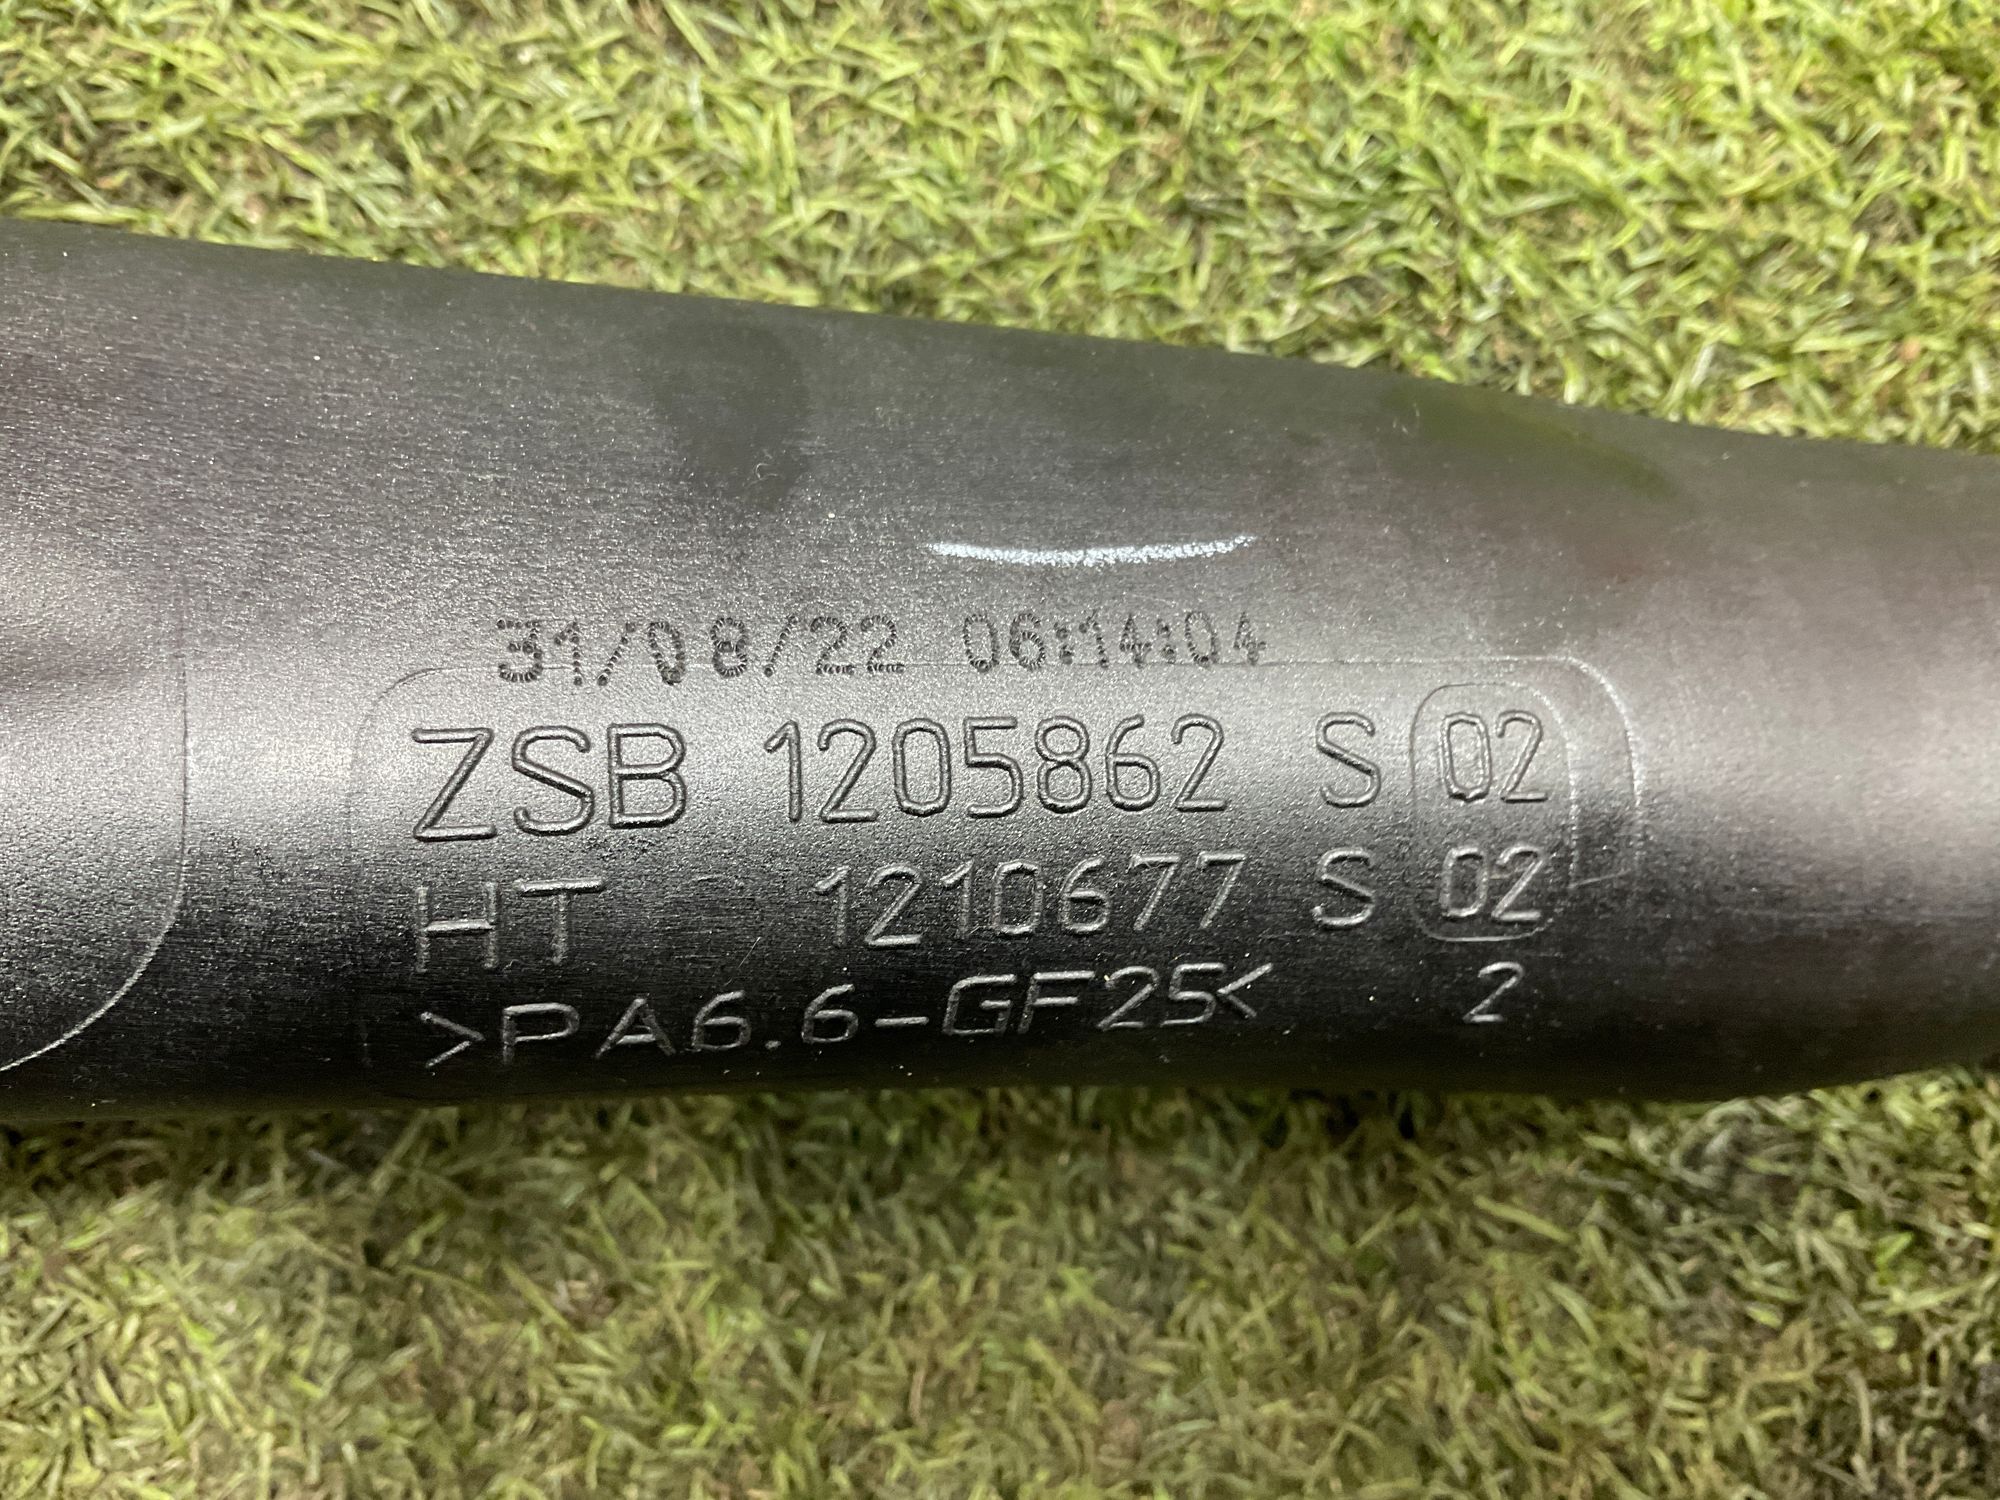 31/08/22 06:14:04
ZSB 1205862 S 02
HT 1210677 S 02
>PA6.6-GF25< 2